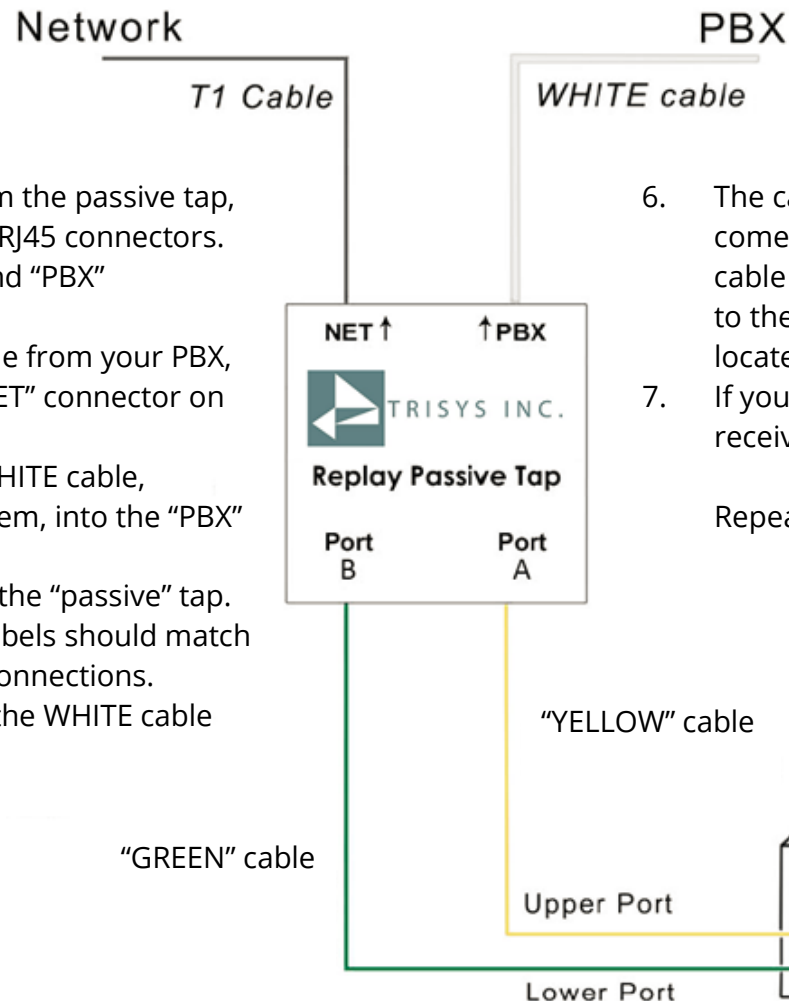 Network
PBX
T1 Cable
WHITE cable
m the passive tap,
RJ45 connectors.
nd “PBX”
e from your PBX,
ET” connector on
HITE cable,
em, into the “PBX”
the “passive” tap.
bels should match
onnections.
the WHITE cable
6. The ca
come
cable
to the
locate
7. If you
receiv
Repea
NET↑ ↑PBX
TRISYS INC.
Replay Passive Tap
Port Port
B A
“YELLOW” cable
“GREEN” cable
Upper Port
Lower Port